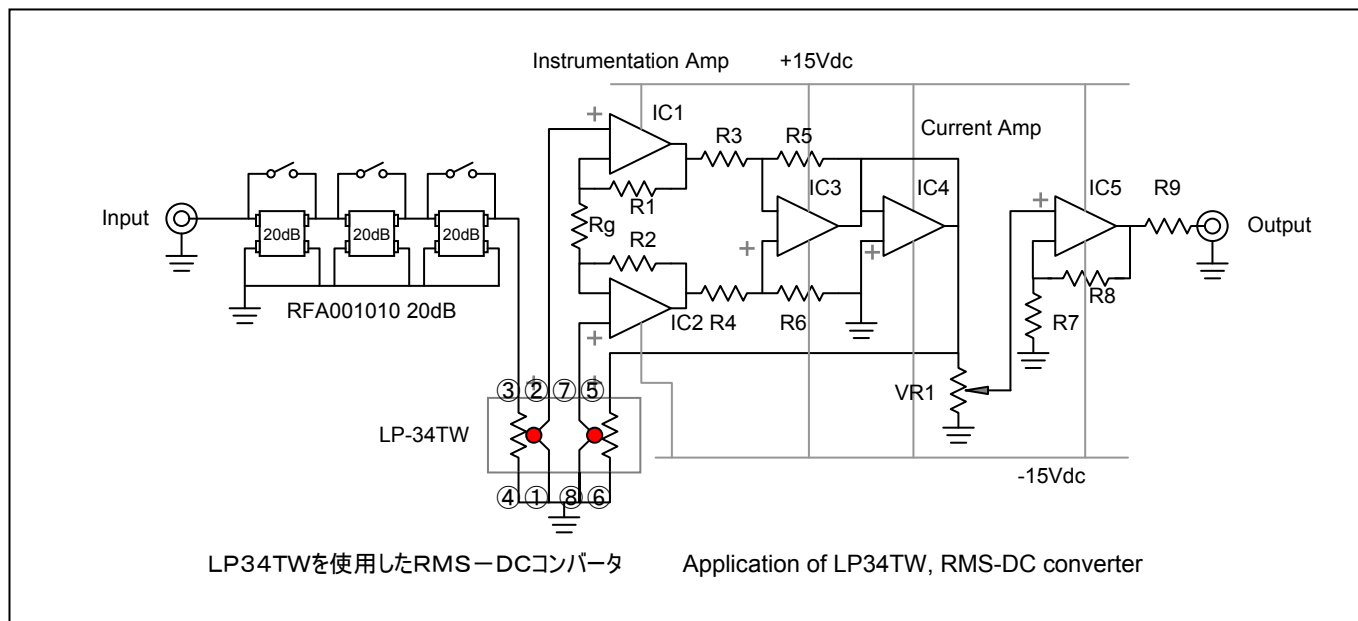 Instrumentation Amp +15Vdc
+ IC1
R3 R5 Current Amp
IC3 IC4 + IC5 R9
Input 20dB 20dB 20dB Rg R1 Output
R2 + +
RFA001010 20dB IC2 R4 R6 R7 R8
+
③ ② ⑦ ⑤ VR1
+ +
LP-34TW
④ ① ⑧ ⑥ -15Vdc
LP34TWを使用したRMS－DCコンバータ Application of LP34TW, RMS-DC converter